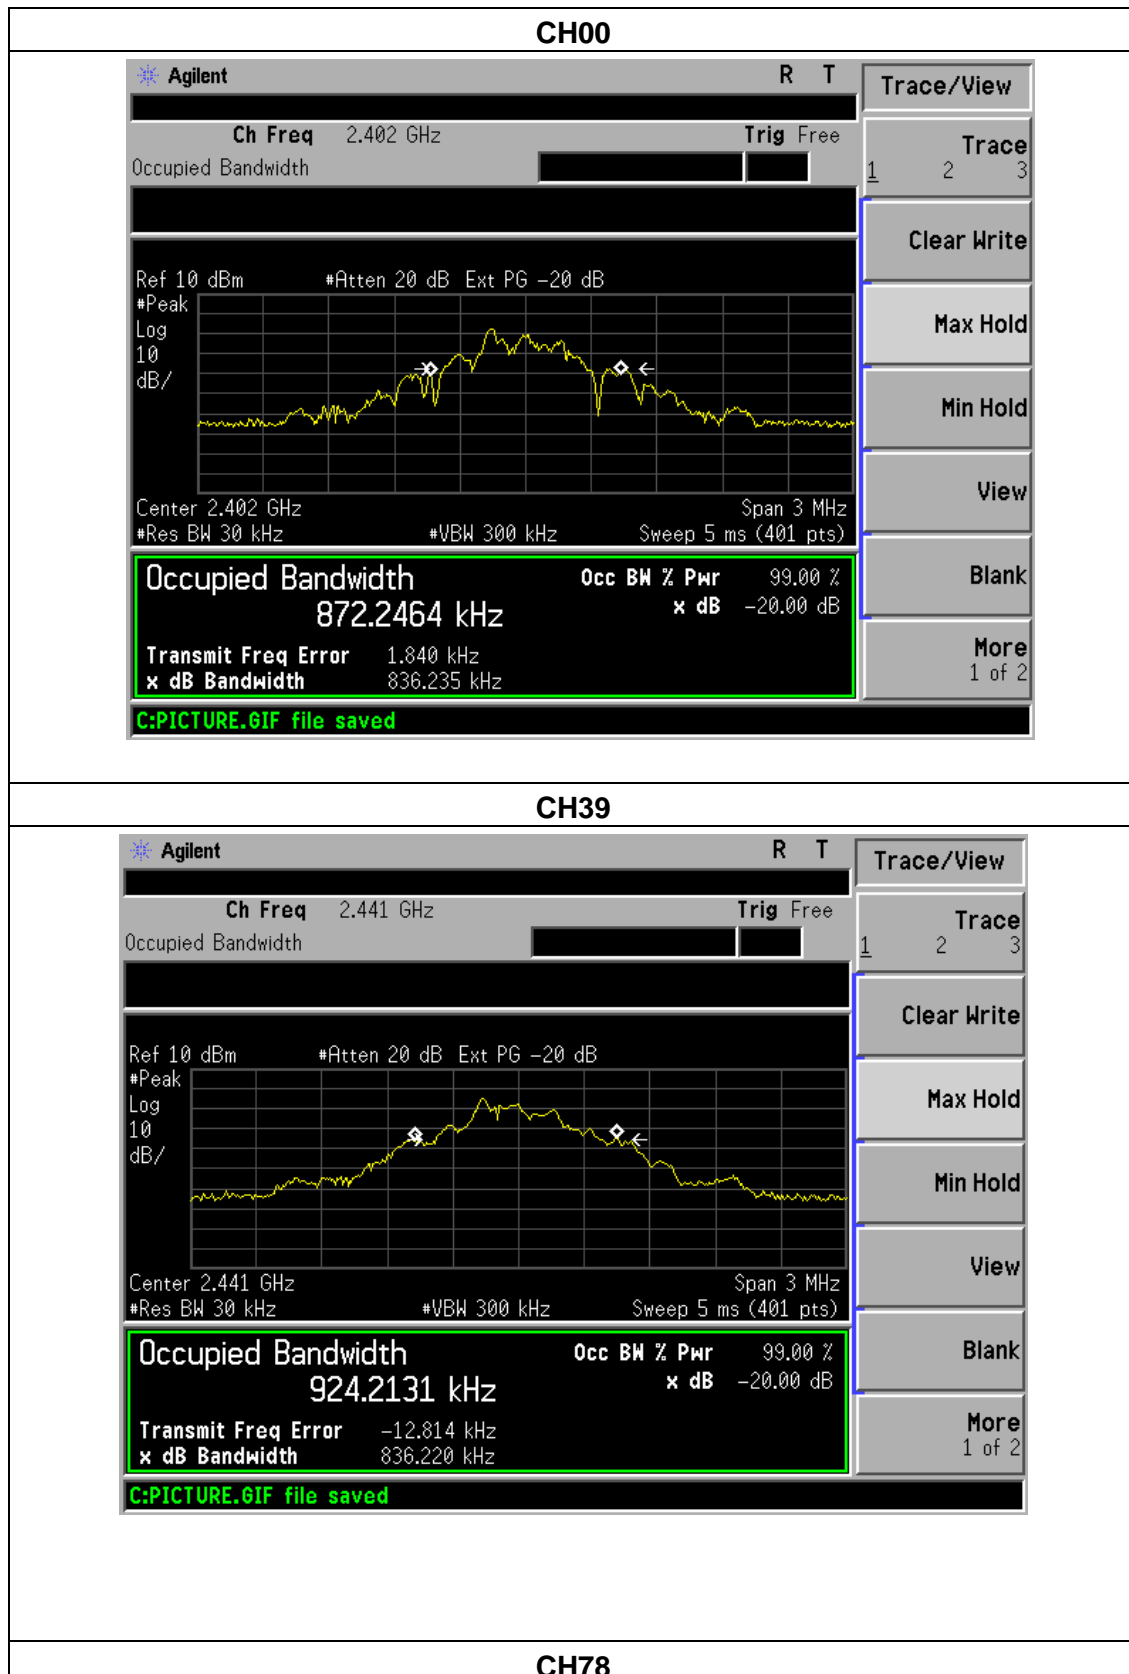 CH00
Agilent R T Trace/View
Ch Freq 2.402 GHz Trig Free
Occupied Bandwidth
Trace
1 2 3
Clear Write
Ref 10 dBm #Atten 20 dB Ext PG -20 dB
#Peak
Log
10
dB/
Max Hold
Min Hold
View
Center 2.402 GHz Span 3 MHz
#Res BW 30 kHz #VBW 300 kHz Sweep 5 ms (401 pts)
Occupied Bandwidth Occ BW % Pwr 99.00 %
872.2464 kHz x dB -20.00 dB
Blank
Transmit Freq Error 1.840 kHz
x dB Bandwidth 836.235 kHz
More
1 of 2
C:PICTURE.GIF file saved
CH39
Agilent R T Trace/View
Ch Freq 2.441 GHz Trig Free
Occupied Bandwidth
Trace
1 2 3
Clear Write
Ref 10 dBm #Atten 20 dB Ext PG -20 dB
#Peak
Log
10
dB/
Max Hold
Min Hold
View
Center 2.441 GHz Span 3 MHz
#Res BW 30 kHz #VBW 300 kHz Sweep 5 ms (401 pts)
Occupied Bandwidth Occ BW % Pwr 99.00 %
924.2131 kHz x dB -20.00 dB
Blank
Transmit Freq Error -12.814 kHz
x dB Bandwidth 836.220 kHz
More
1 of 2
C:PICTURE.GIF file saved
CH78